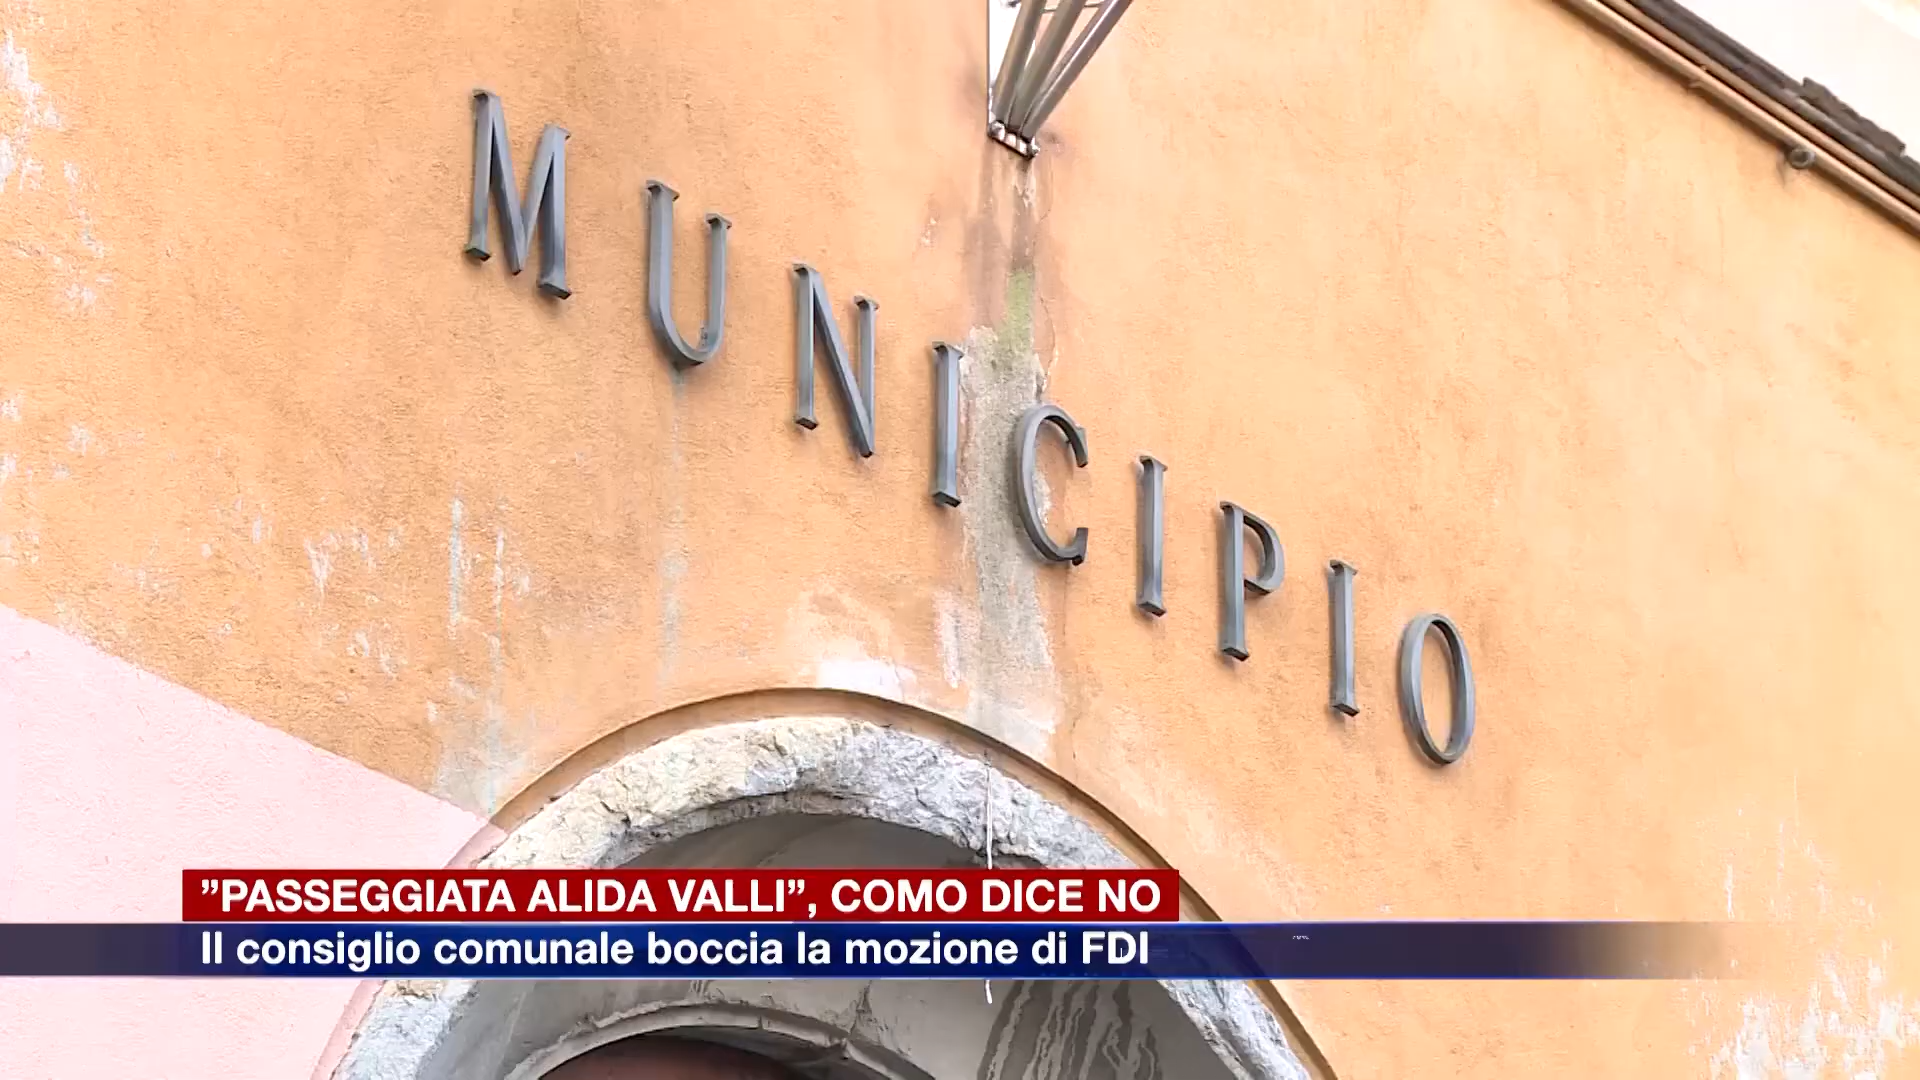 MUNICIPIO
”PASSEGGIATA ALIDA VALLI”, COMO DICE NO
Il consiglio comunale boccia la mozione di FDI